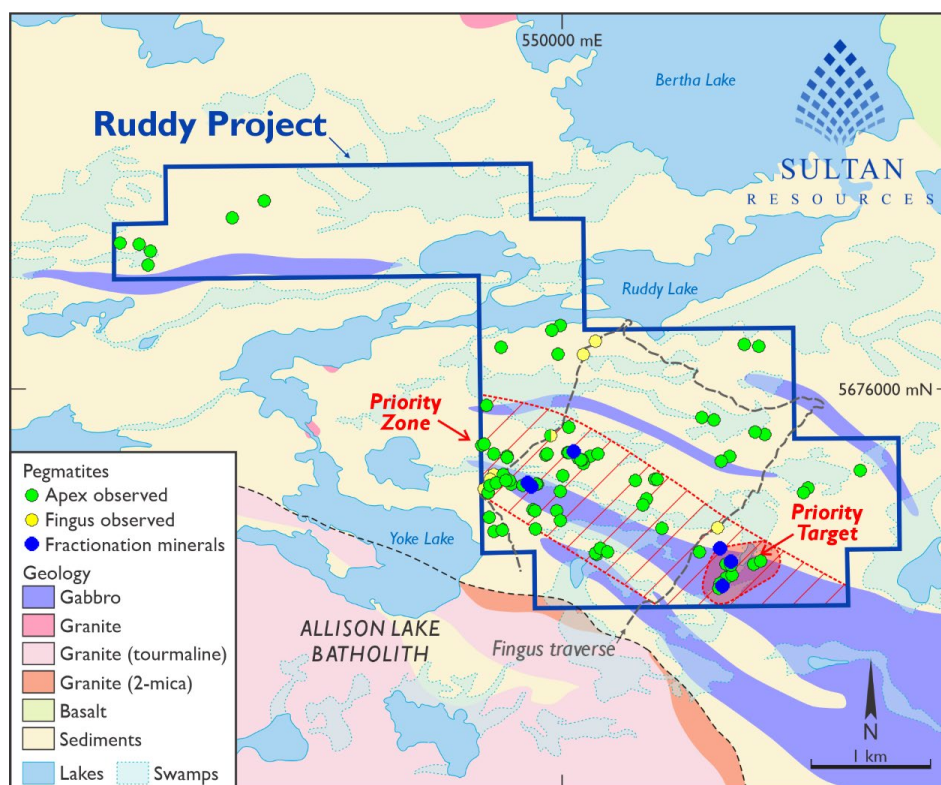 550000 mE
Bertha Lake
Ruddy Project
SULTAN
RESOURCES
Ruddy Lake
5676000 mN
Priority
Zone
Pegmatites
Apex observed
Fingus observed
Fractionation minerals
Geology
Gabbro
Granite
Granite (tourmaline)
Granite (2-mica)
Basalt
Sediments
Lakes
Swamps
Yoke Lake
Priority
Target
ALLISON LAKE
BATHOLITH
Fingus traverse
N
1 km